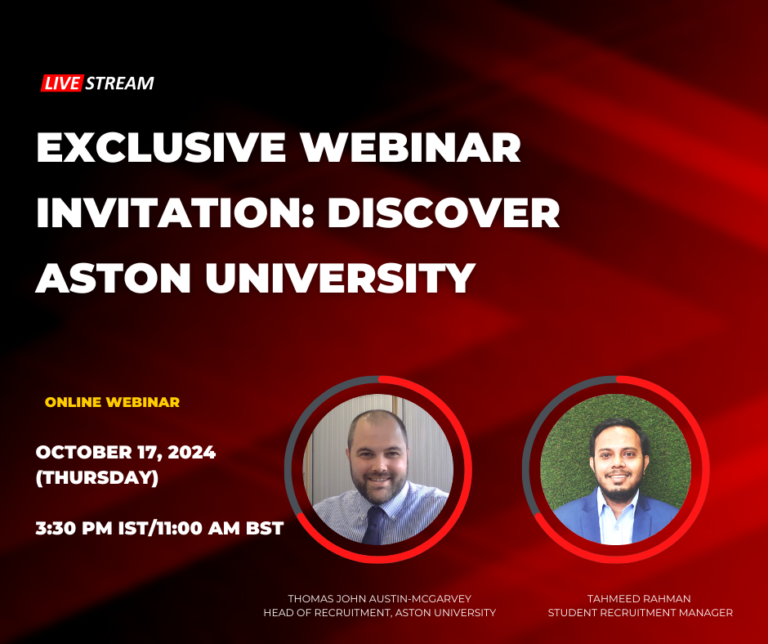 LIVE STREAM
EXCLUSIVE WEBINAR
INVITATION: DISCOVER
ASTON UNIVERSITY
ONLINE WEBINAR
OCTOBER 17, 2024
(THURSDAY)
3:30 PM IST/11:00 AM BST
THOMAS JOHN AUSTIN-MCGARVEY
HEAD OF RECRUITMENT, ASTON UNIVERSITY
TAHMEED RAHMAN
STUDENT RECRUITMENT MANAGER